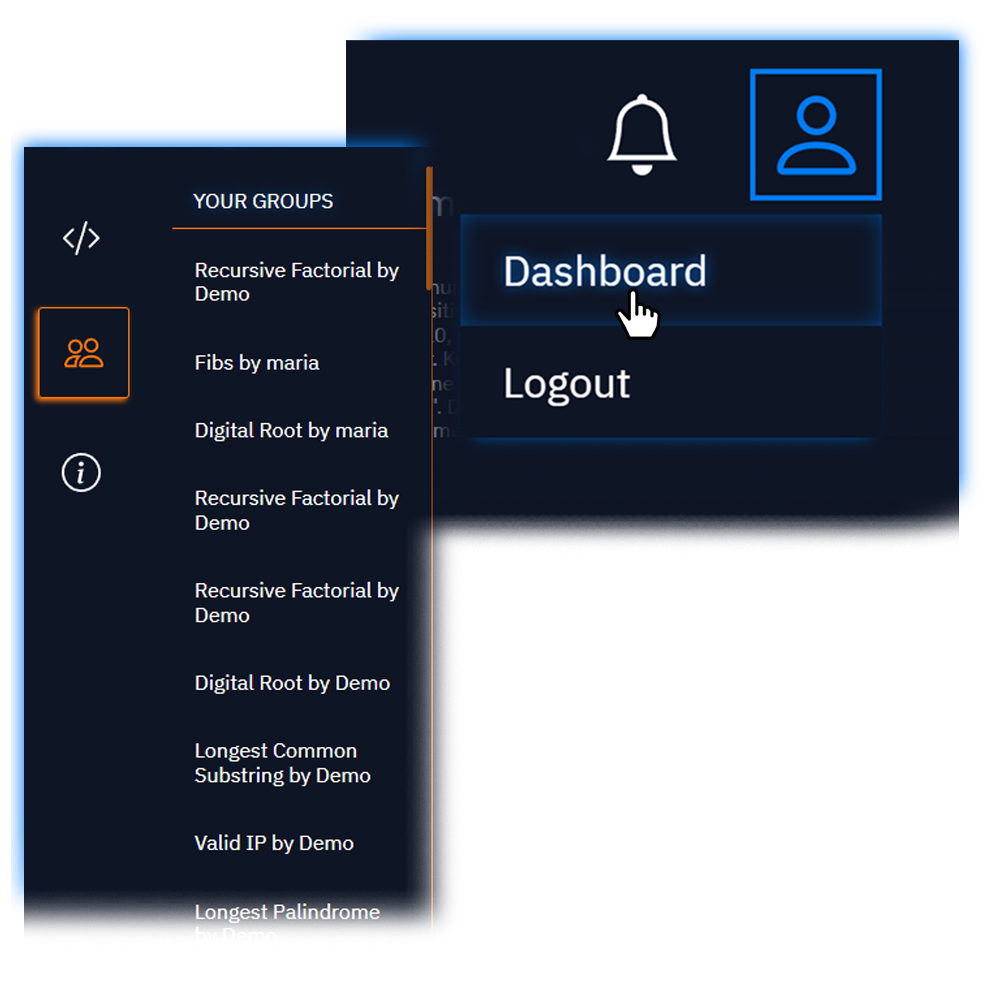 YOUR GROUPS
Recursive Factorial by
Demo
Fibs by maria
Digital Root by maria
Recursive Factorial by
Demo
Recursive Factorial by
Demo
Digital Root by Demo
Longest Common
Substring by Demo
Valid IP by Demo
Longest Palindrome
by Demo
Dashboard
Logout